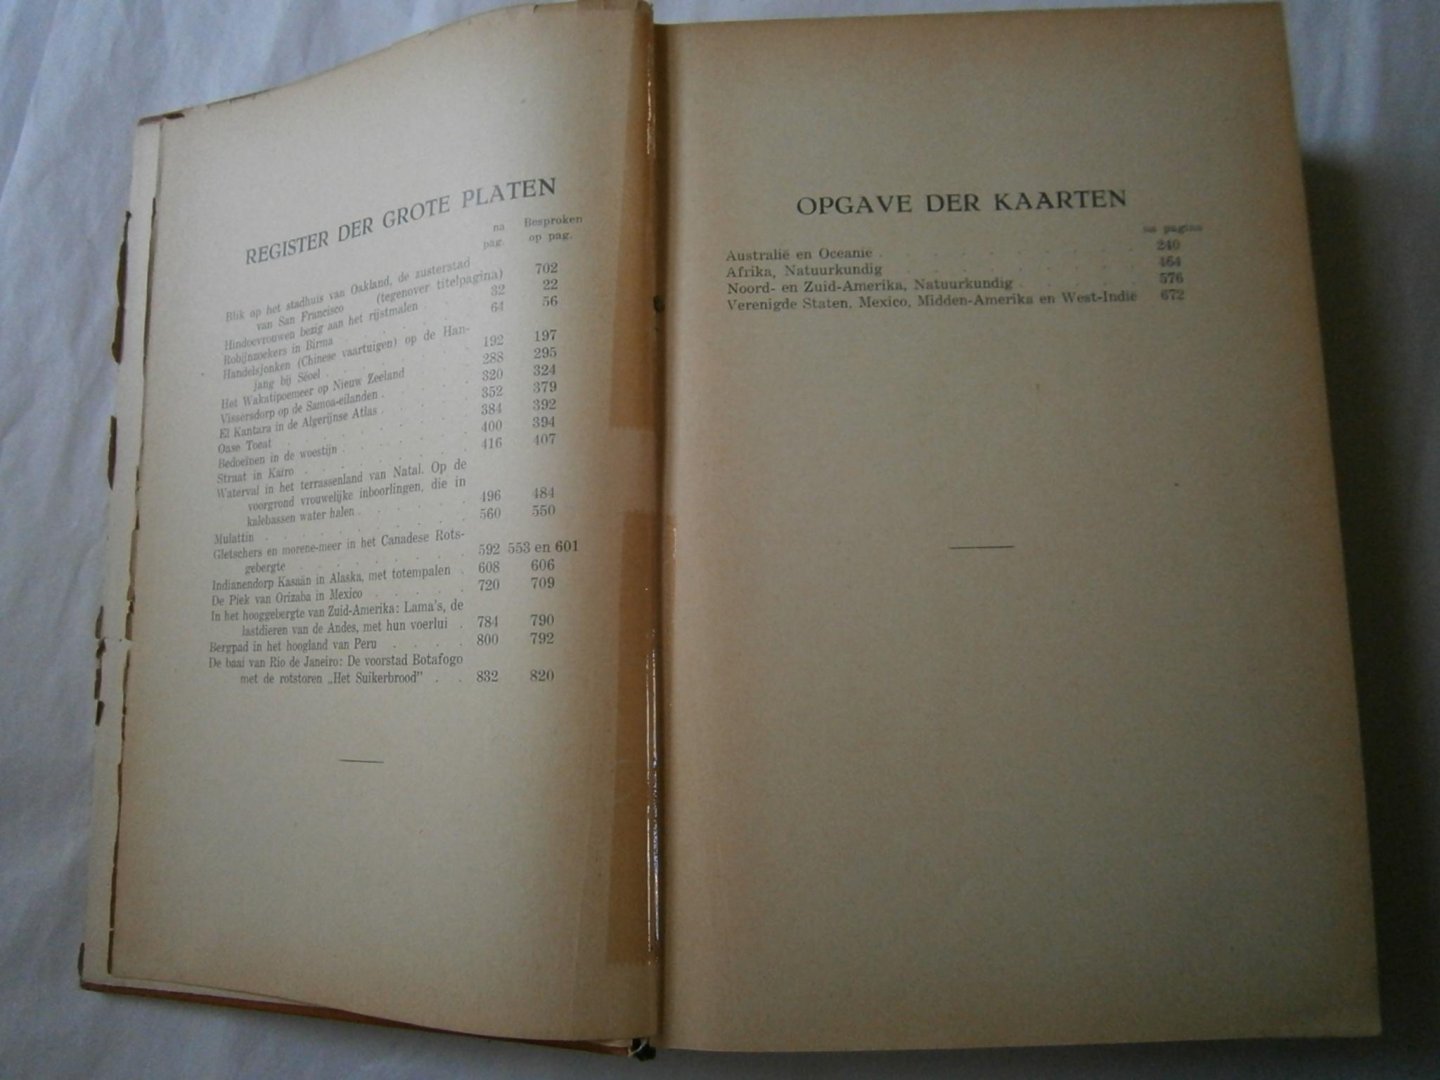 REGISTER DER GROTE PLATEN
na Besproken
pag. op pag.
Blik op het stadhuis van Oakland, de zusterstad
van San Francisco (tegenover titelpagina) 702
Hindoevrouwen bezig aan het rijstmalen 32 22
Robijnzoekers in Birma 64 56
Handelsjonken (Chinese vaartuigen) op de Han-
jang bij Séoel 192 197
Het Wakatipoemeer op Nieuw Zeeland 288 295
Vissersdorp op de Samoa-eilanden 320 324
El Kantara in de Algerijnse Atlas 352 379
Oase Toeat 384 392
Bedoeïnen in de woestijn 400 394
Straat in Kaïro 416 407
Waterval in het terrassenland van Natal. Op de
voorgrond vrouwelijke inboorlingen, die in
kalebassen water halen 496 484
Mulattin 560 550
Gletschers en morene-meer in het Canadese Rots-
gebergte 592 553 en 601
Indianendorp Kasaän in Alaska, met totempalen 608 606
De Piek van Orizaba in Mexico 720 709
In het hooggebergte van Zuid-Amerika: Lama's, de
lastdieren van de Andes, met hun voerlui 784 790
Bergpad in het hoogland van Peru 800 792
De baai van Rio de Janeiro: De voorstad Botafogo
met de rotstoren „Het Suikerbrood” 832 820
OPGAVE DER KAARTEN
na pagina
Australië en Oceanie 240
Afrika, Natuurkundig 464
Noord- en Zuid-Amerika, Natuurkundig 576
Verenigde Staten, Mexico, Midden-Amerika en West-Indië 672